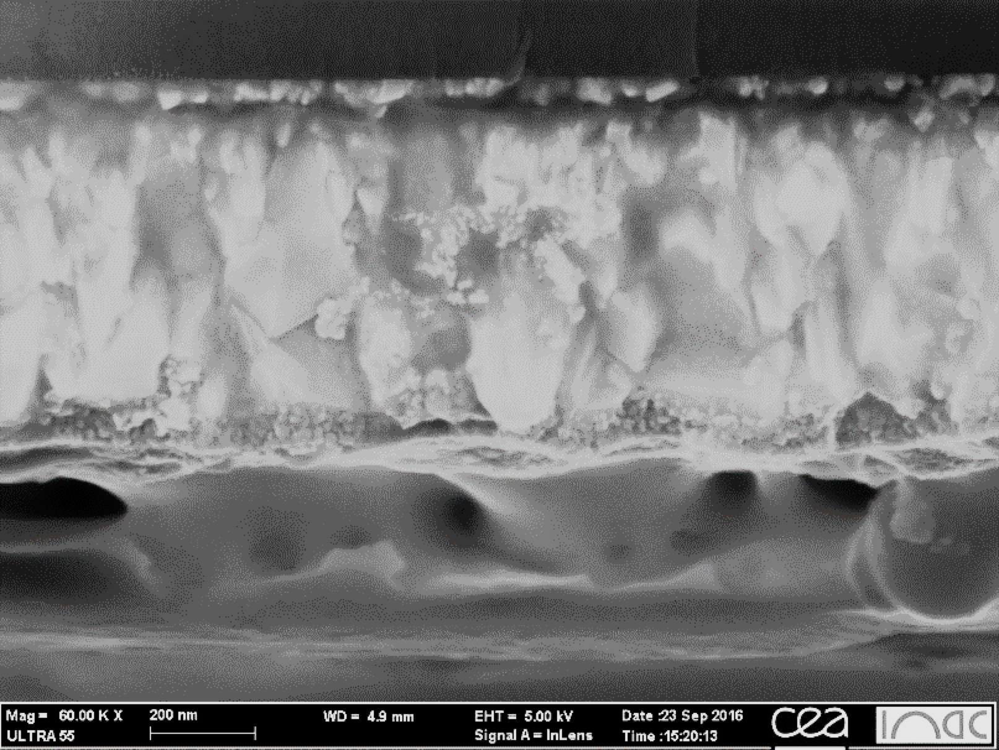 Mag = 60.00 K X 200 nm WD = 4.9 mm EHT = 5.00 kV Date :23 Sep 2016 cea inac
ULTRA 55 Signal A = InLens Time :15:20:13